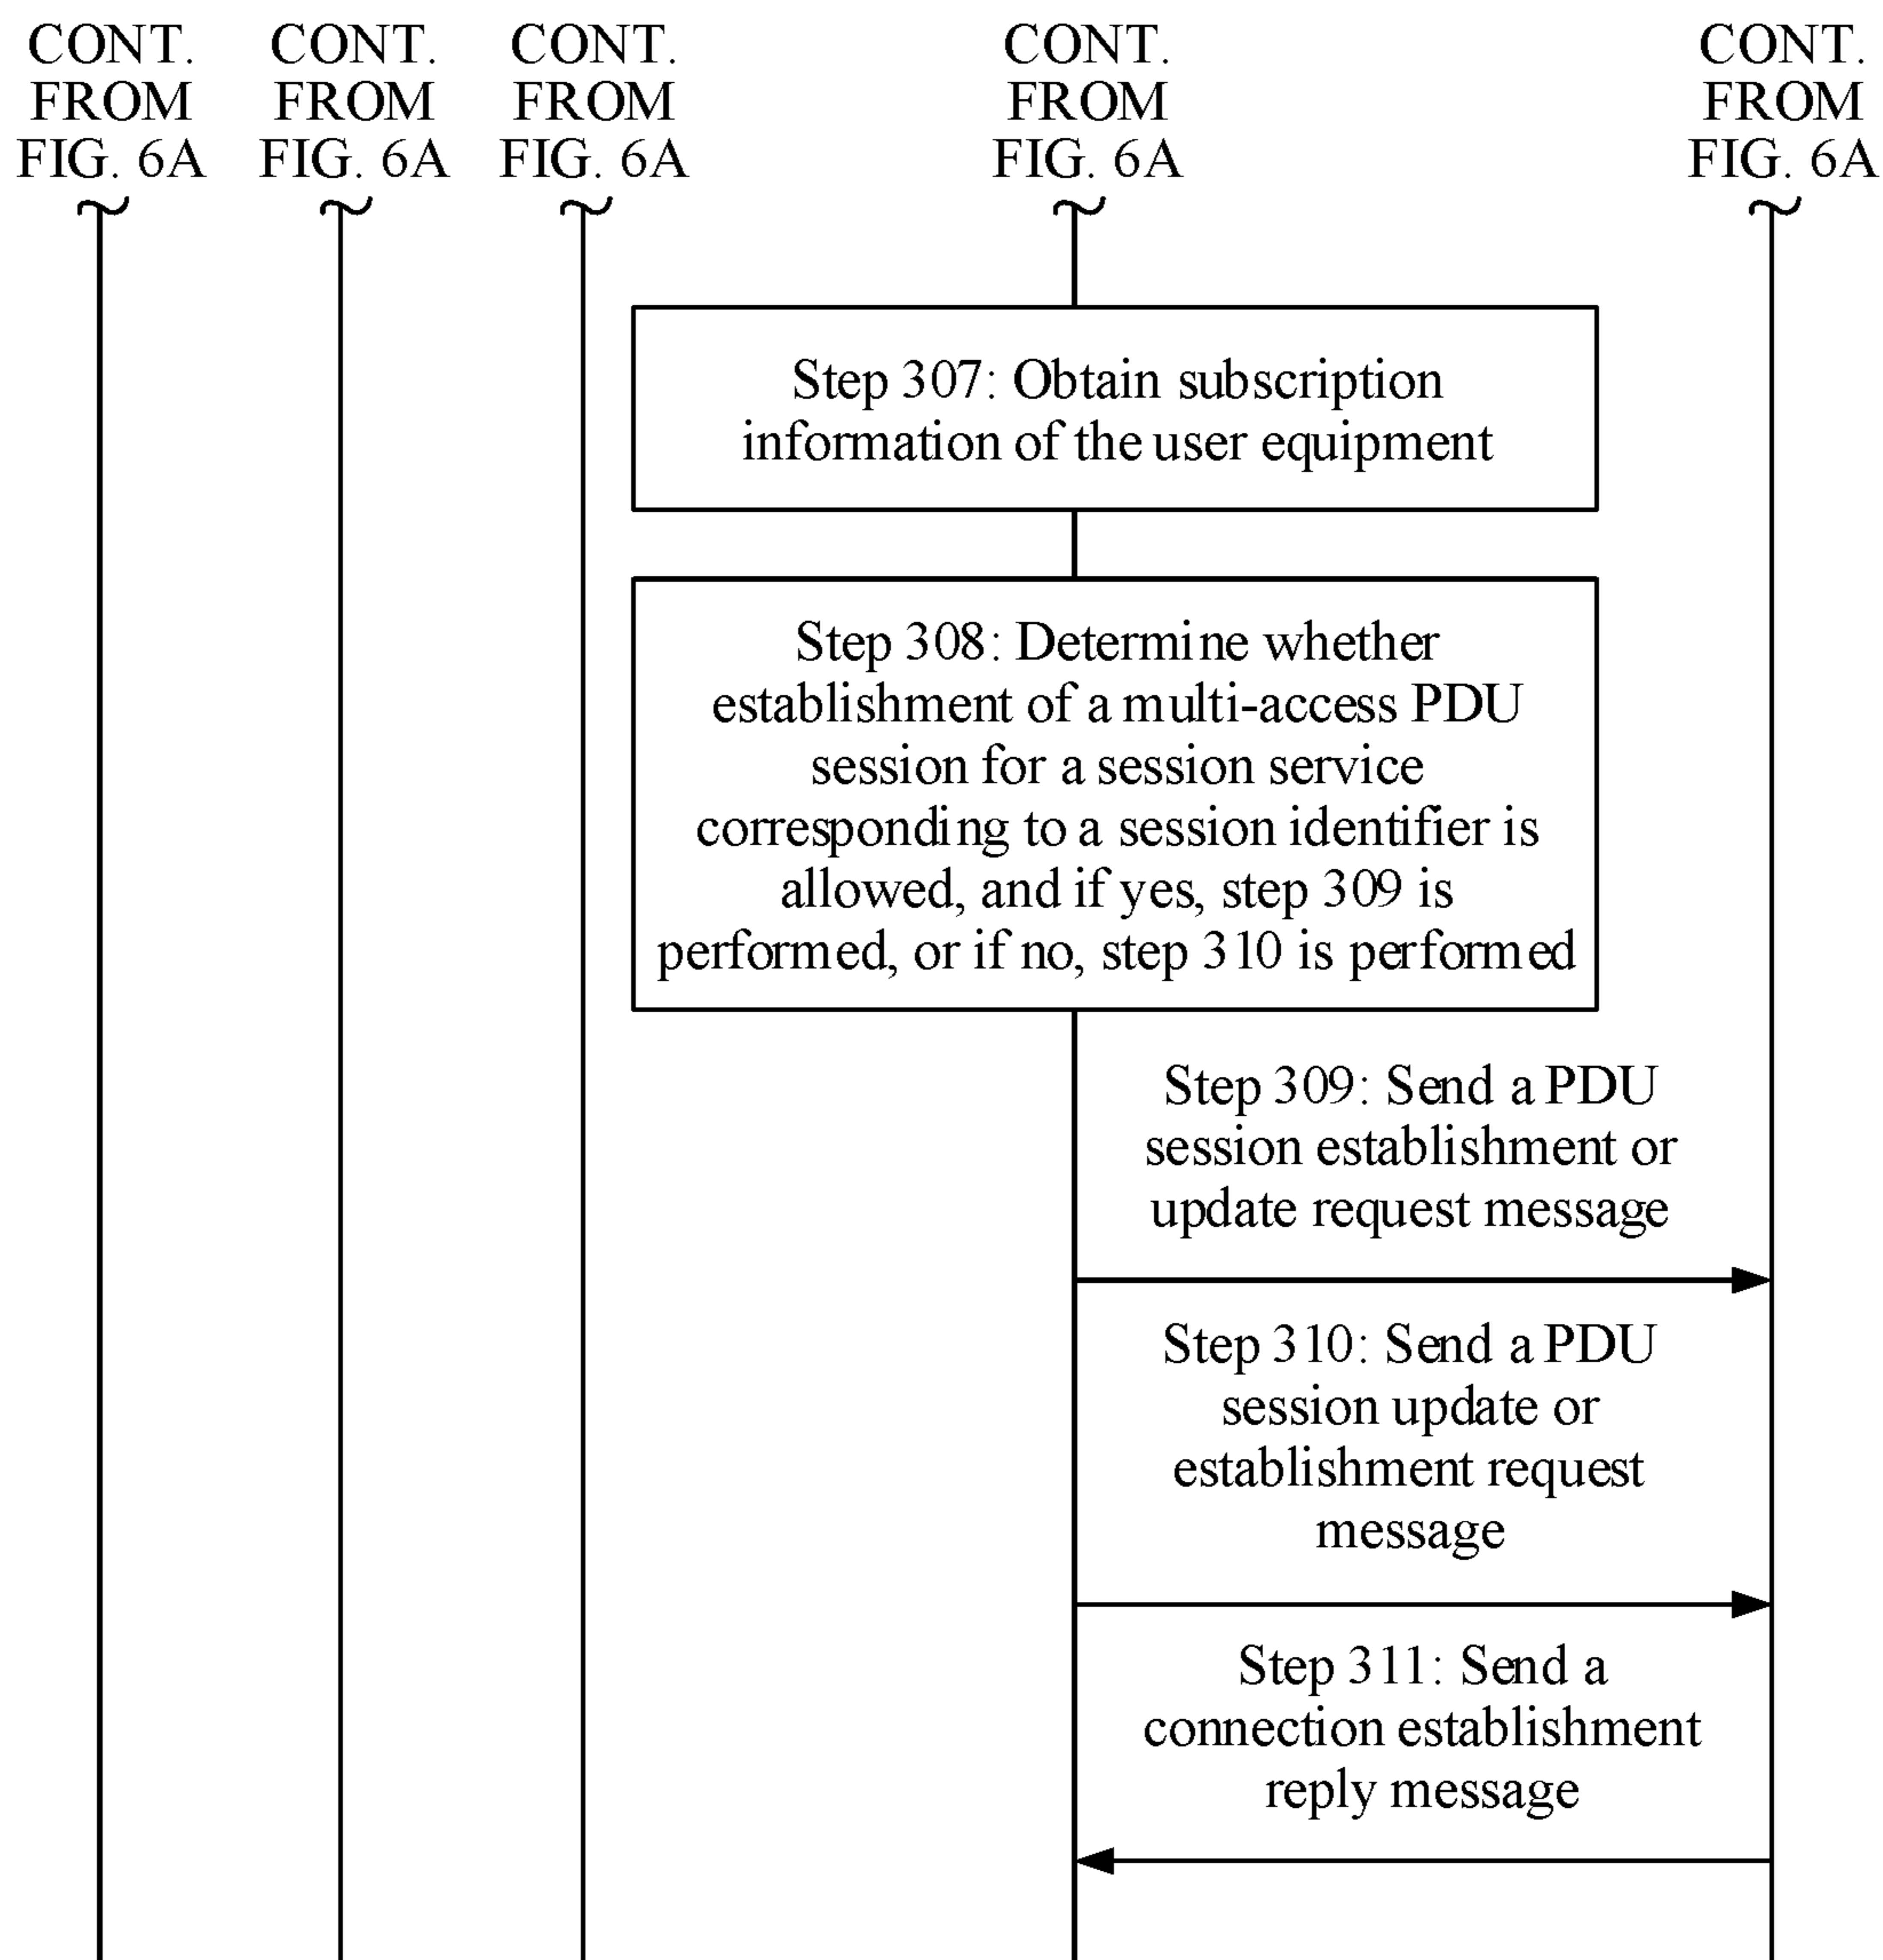 CONT.
FROM
FIG. 6A
CONT.
FROM
FIG. 6A
CONT.
FROM
FIG. 6A
CONT.
FROM
FIG. 6A
CONT.
FROM
FIG. 6A
Step 307: Obtain subscription
information of the user equipment
Step 308: Determine whether
establishment of a multi-access PDU
session for a session service
corresponding to a session identifier is
allowed, and if yes, step 309 is
performed, or if no, step 310 is performed
Step 309: Send a PDU
session establishment or
update request message
Step 310: Send a PDU
session update or
establishment request
message
Step 311: Send a
connection establishment
reply message